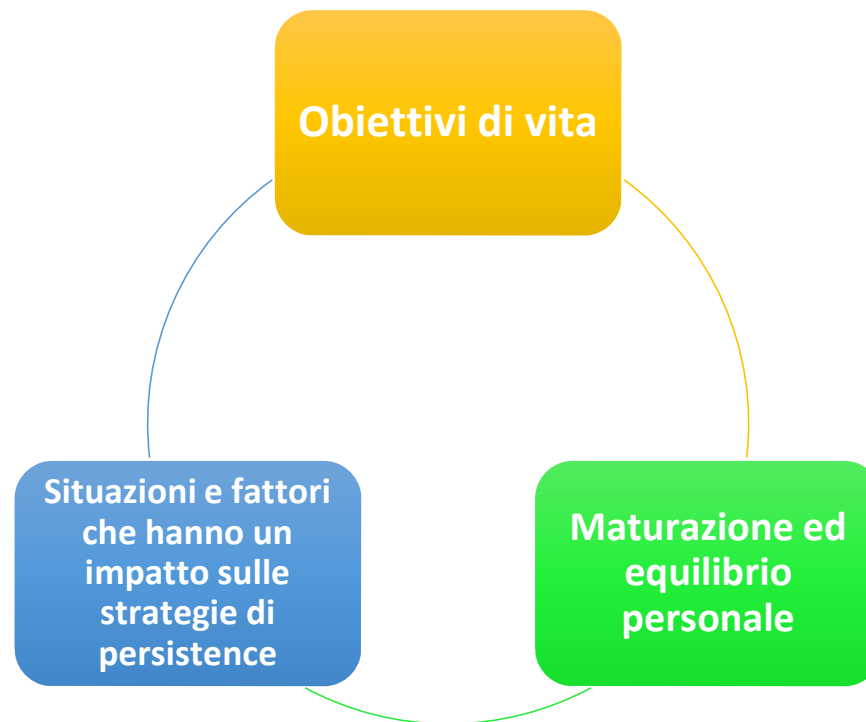 Obiettivi di vita
Situazioni e fattori
che hanno un
impatto sulle
strategie di
persistence
Maturazione ed
equilibrio
personale